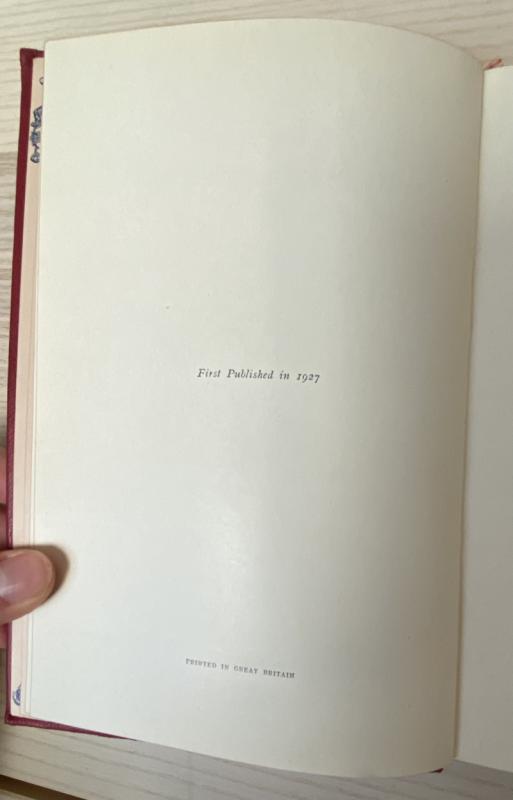 First Published in 1927
PRINTED IN GREAT BRITAIN